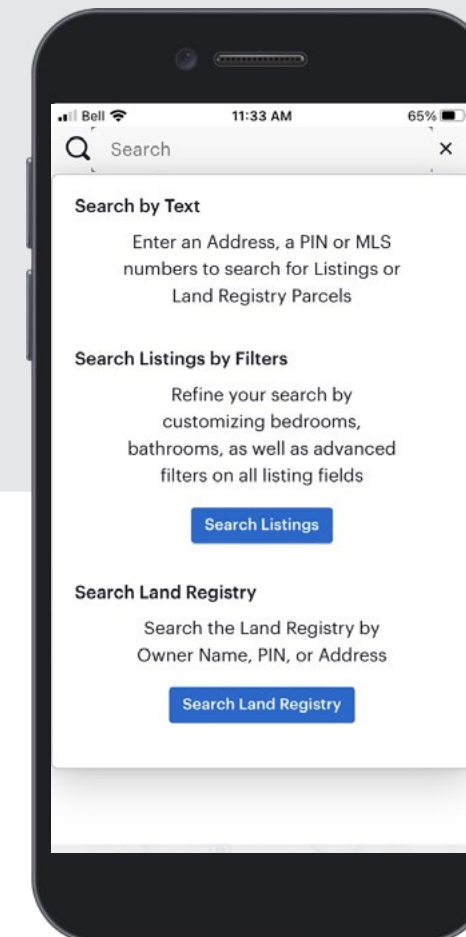 Bell 11:33 AM 65%
Search
Search by Text
Enter an Address, a PIN or MLS
numbers to search for Listings or
Land Registry Parcels
Search Listings by Filters
Refine your search by
customizing bedrooms,
bathrooms, as well as advanced
filters on all listing fields
Search Listings
Search Land Registry
Search the Land Registry by
Owner Name, PIN, or Address
Search Land Registry